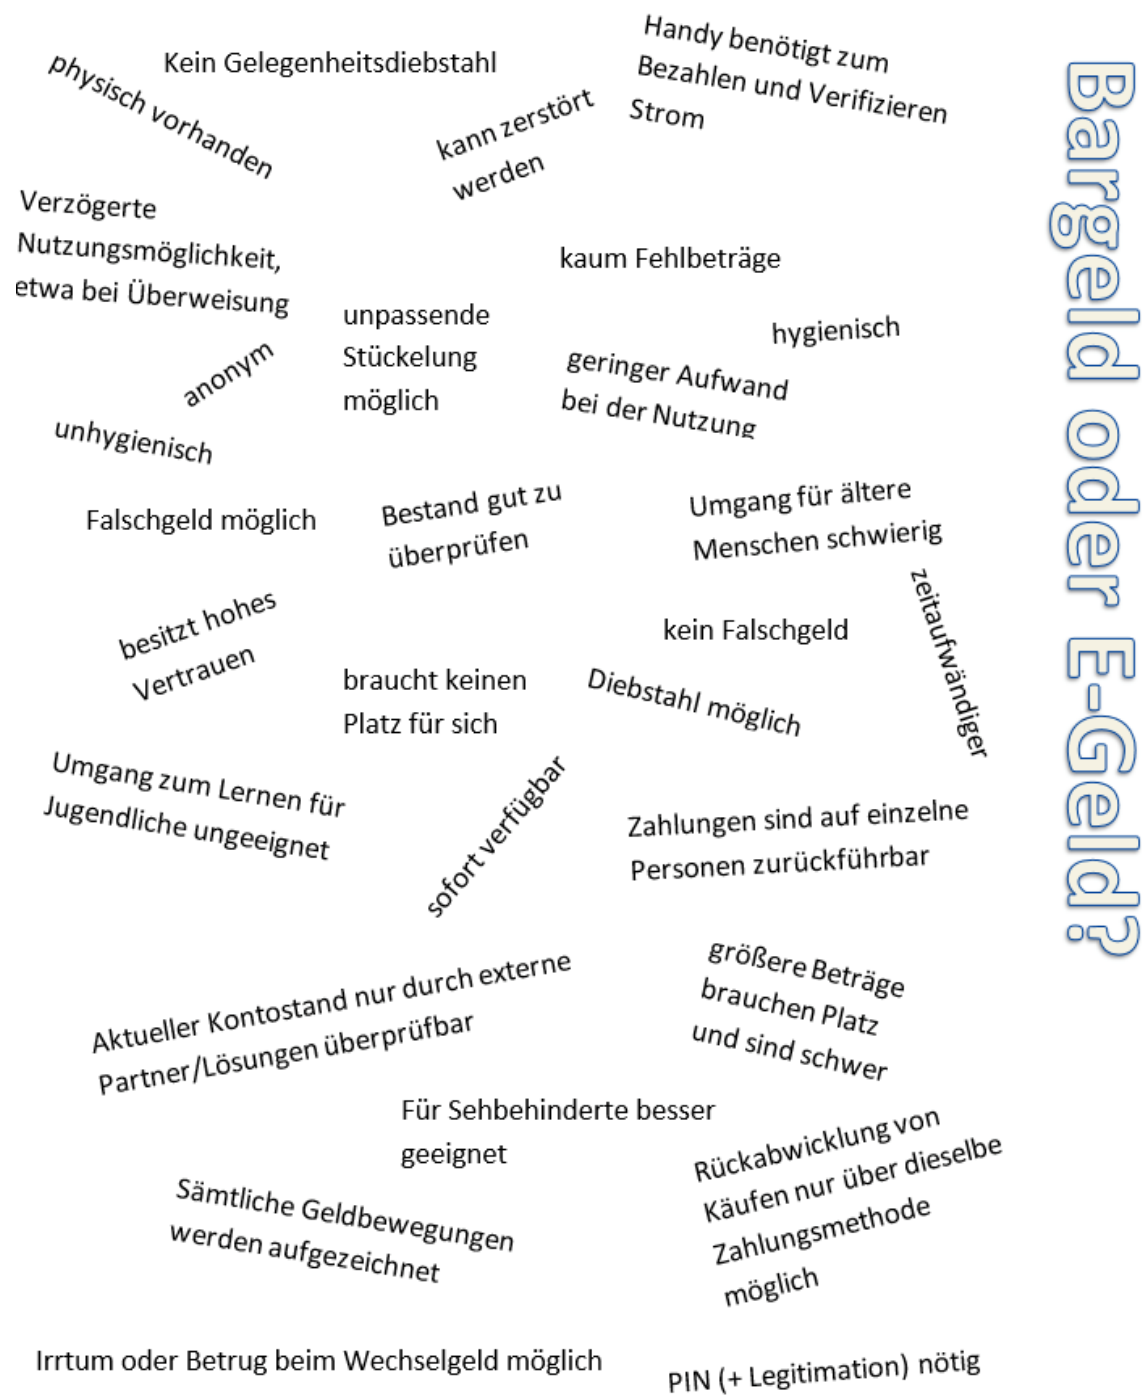 Bargeld oder E-Geld?
Kein Gelegenheitsdiebstahl
physisch vorhanden
Handy benötigt zum
Bezahlen und Verifizieren
Strom
kann zerstört
werden
Verzögerte
Nutzungsmöglichkeit,
etwa bei Überweisung
kaum Fehlbeträge
unpassende
Stückelung
möglich
hygienisch
anonym
geringer Aufwand
bei der Nutzung
unhygienisch
Falschgeld möglich
Bestand gut zu
überprüfen
Umgang für ältere
Menschen schwierig
zeitaufwändiger
besitzt hohes
Vertrauen
kein Falschgeld
braucht keinen
Platz für sich
Diebstahl möglich
Umgang zum Lernen für
Jugendliche ungeeignet
sofort verfügbar
Zahlungen sind auf einzelne
Personen zurückführbar
Aktueller Kontostand nur durch externe
Partner/Lösungen überprüfbar
größere Beträge
brauchen Platz
und sind schwer
Für Sehbehinderte besser
geeignet
Rückabwicklung von
Käufen nur über dieselbe
Zahlungsmethode
möglich
Sämtliche Geldbewegungen
werden aufgezeichnet
Irrtum oder Betrug beim Wechselgeld möglich
PIN (+ Legitimation) nötig